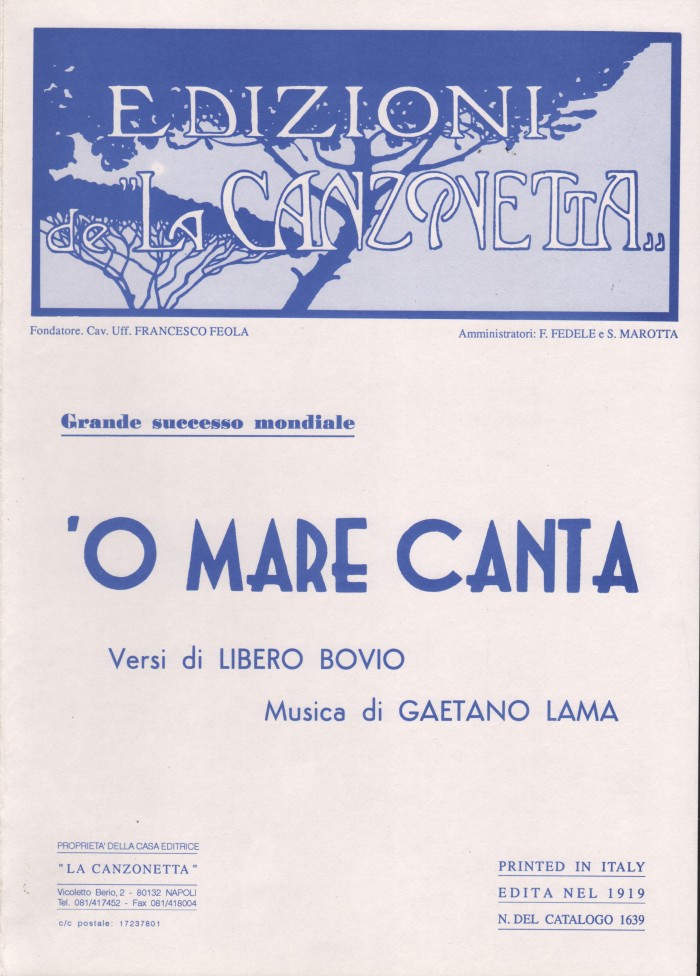 EDIZIONI
de "LA CANZONETTA"
Fondatore. Cav. Uff. FRANCESCO FEOLA
Amministratori: F. FEDELE e S. MAROTTA
Grande successo mondiale
'O MARE CANTA
Versi di LIBERO BOVIO
Musica di GAETANO LAMA
PROPRIETA' DELLA CASA EDITRICE
"LA CANZONETTA"
Vicoletto Berio, 2 - 80132 NAPOLI
Tel. 081/417452 - Fax 081/418004
c/c postale: 17237801
PRINTED IN ITALY
EDITA NEL 1919
N. DEL CATALOGO 1639